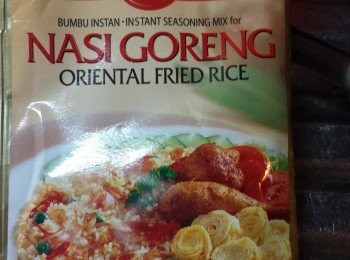 BUMBU INSTAN · INSTANT SEASONING MIX for
NASI GORENG
ORIENTAL FRIED RICE